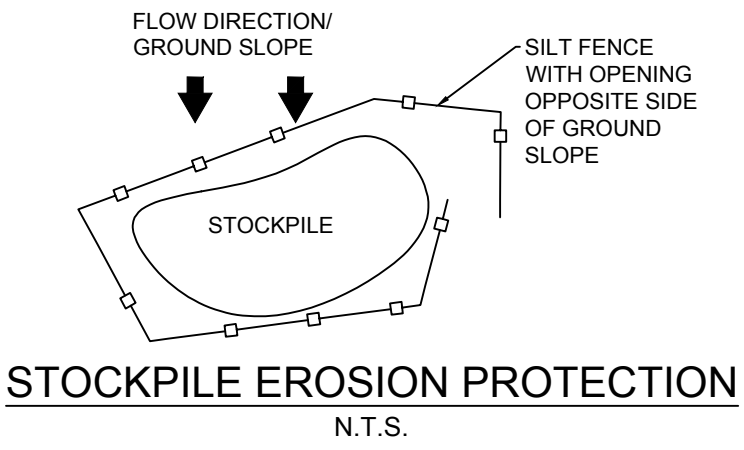 FLOW DIRECTION/
GROUND SLOPE
SILT FENCE
WITH OPENING
OPPOSITE SIDE
OF GROUND
SLOPE
STOCKPILE
STOCKPILE EROSION PROTECTION
N.T.S.